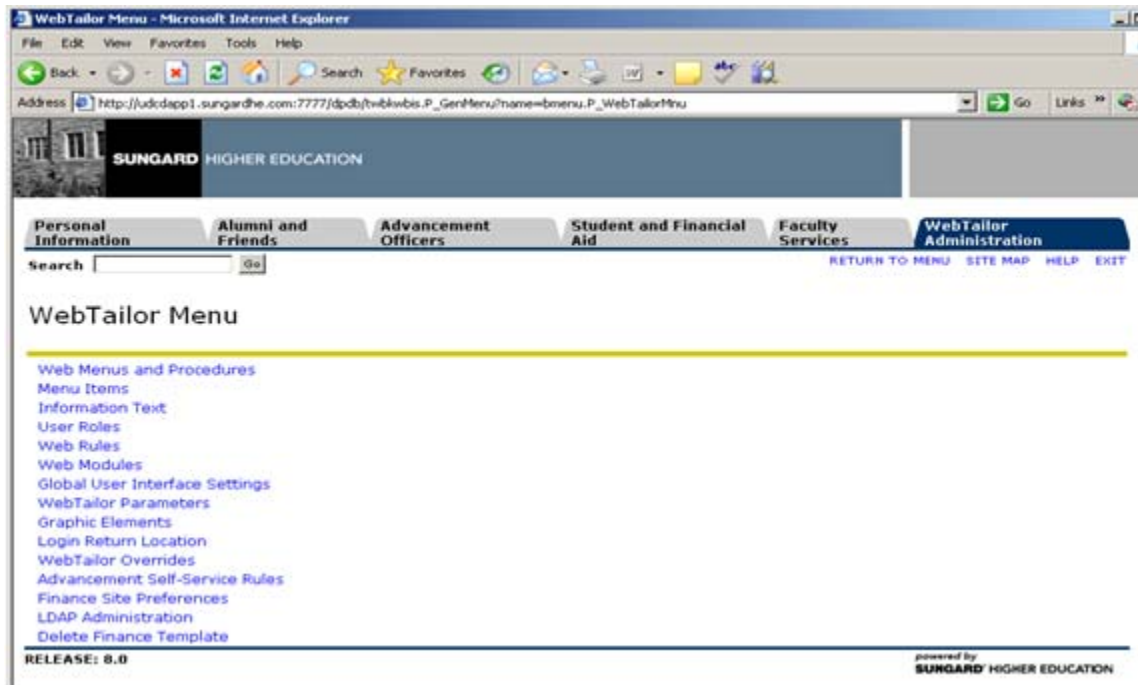 WebTailor Menu - Microsoft Internet Explorer
File Edit View Favorites Tools Help
Back Search Favorites
Address http://udcdapp1.sungardhe.com:7777/dpdb/twbkwbis.P_GenMenu?name=bmenu.P_WebTailorMnu Go Links »
SUNGARD HIGHER EDUCATION
Personal Information Alumni and Friends Advancement Officers Student and Financial Aid Faculty Services WebTailor Administration
Search Go RETURN TO MENU SITE MAP HELP EXIT
WebTailor Menu
Web Menus and Procedures
Menu Items
Information Text
User Roles
Web Rules
Web Modules
Global User Interface Settings
WebTailor Parameters
Graphic Elements
Login Return Location
WebTailor Overrides
Advancement Self-Service Rules
Finance Site Preferences
LDAP Administration
Delete Finance Template
RELEASE: 8.0
powered by
SUNGARD HIGHER EDUCATION